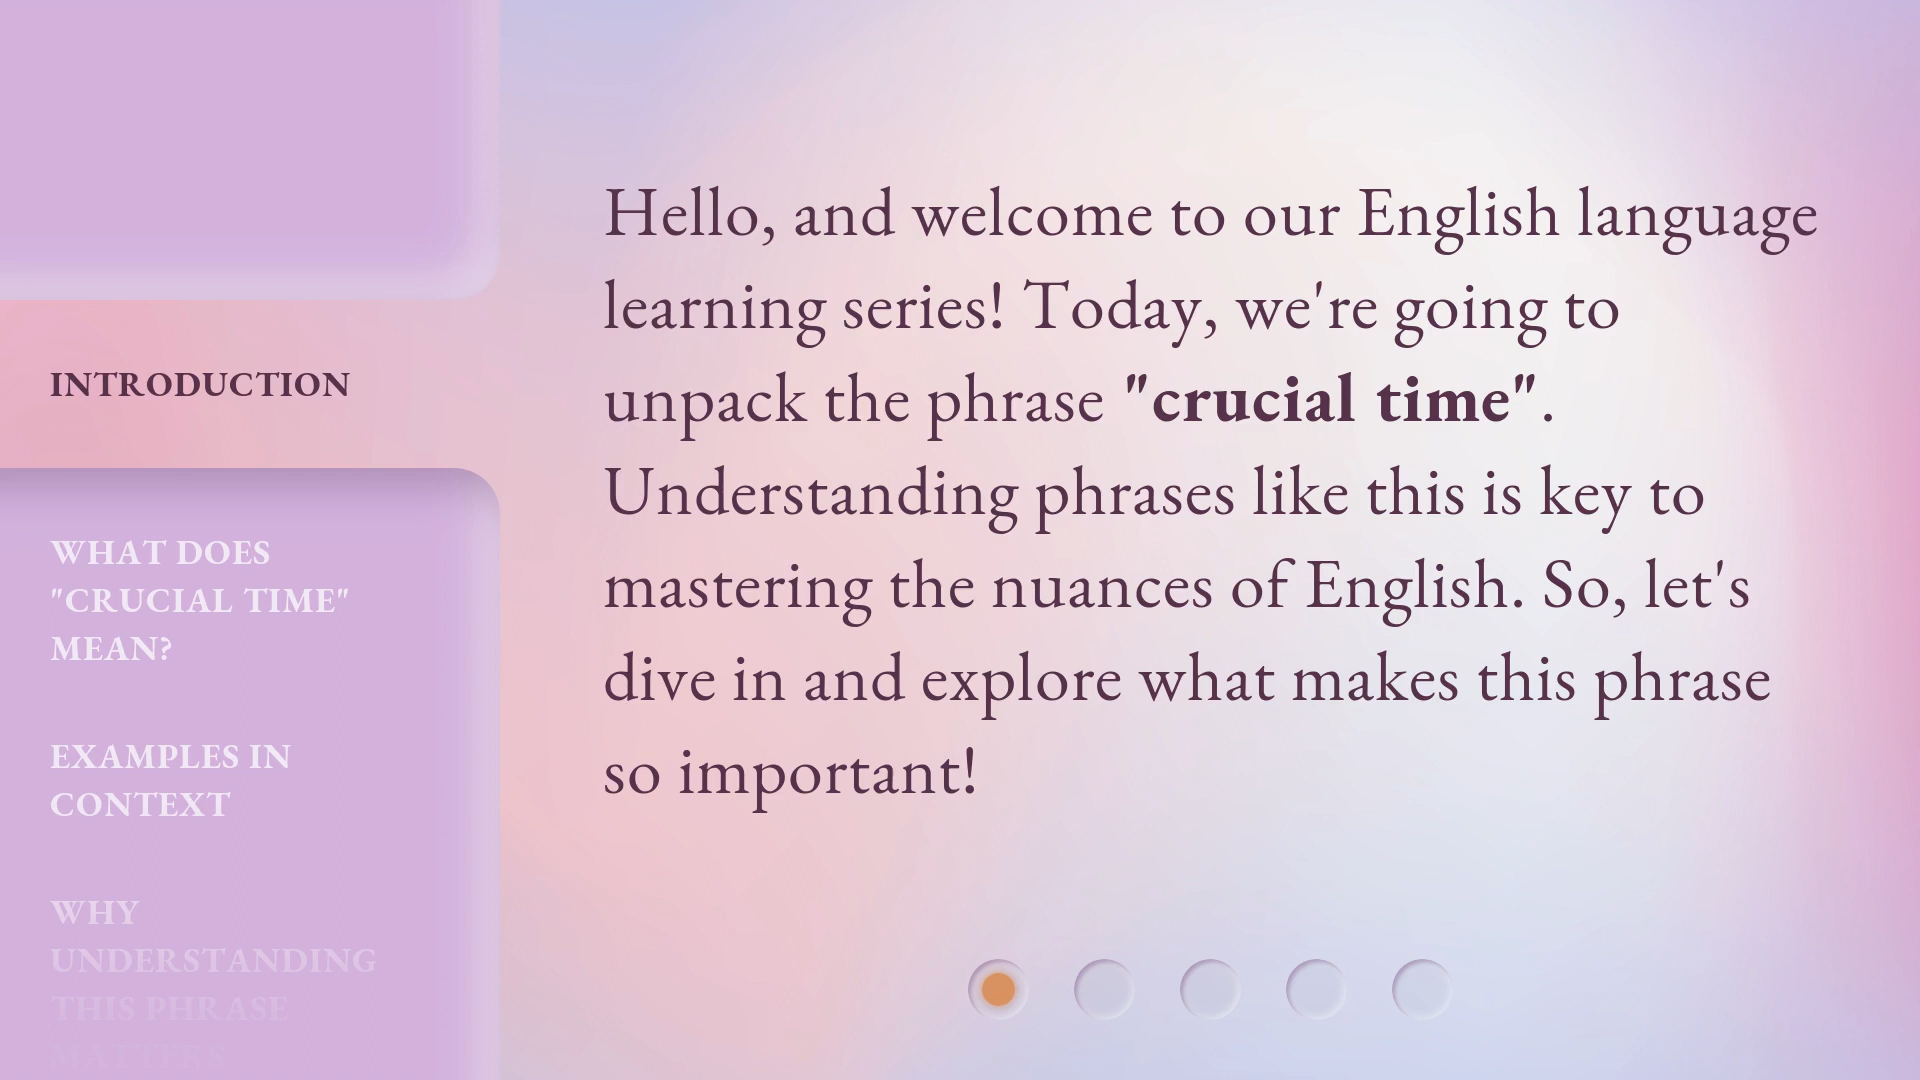 INTRODUCTION
WHAT DOES
"CRUCIAL TIME"
MEAN?
EXAMPLES IN
CONTEXT
WHY
UNDERSTANDING
THIS PHRASE
MATTERS
Hello, and welcome to our English language
learning series! Today, we're going to
unpack the phrase "crucial time".
Understanding phrases like this is key to
mastering the nuances of English. So, let's
dive in and explore what makes this phrase
so important!